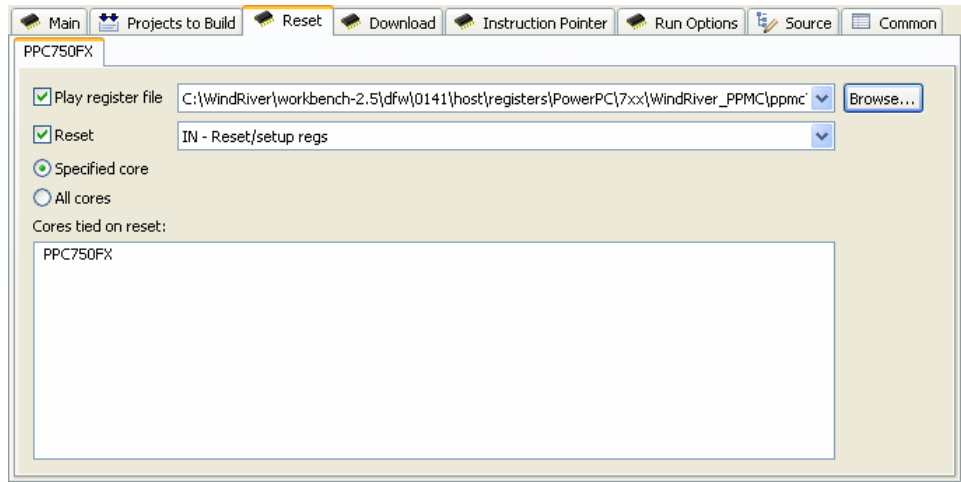 Main Projects to Build Reset Download Instruction Pointer Run Options Source Common
PPC750FX
Play register file C:\WindRiver\workbench-2.5\dfw\0141\host\registers\PowerPC\7xx\WindRiver_PPMC\ppmc Browse...
Reset IN - Reset/setup regs
Specified core
All cores
Cores tied on reset:
PPC750FX